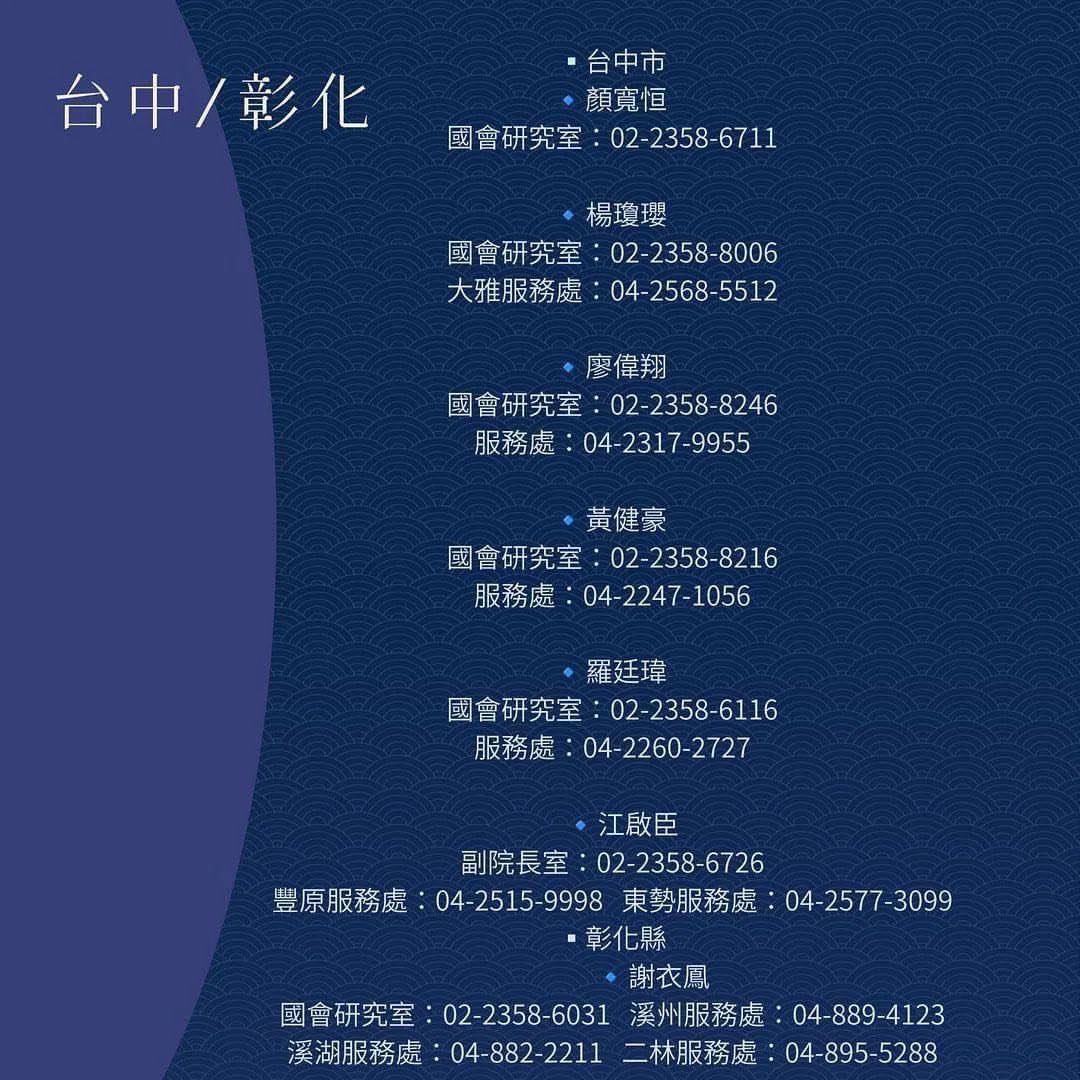 台中/彰化
▪️台中市
🔹顏寬恒
國會研究室：02-2358-6711
🔹楊瓊瓔
國會研究室：02-2358-8006
大雅服務處：04-2568-5512
🔹廖偉翔
國會研究室：02-2358-8246
服務處：04-2317-9955
🔹黃健豪
國會研究室：02-2358-8216
服務處：04-2247-1056
🔹羅廷瑋
國會研究室：02-2358-6116
服務處：04-2260-2727
🔹江啟臣
副院長室：02-2358-6726
豐原服務處：04-2515-9998 東勢服務處：04-2577-3099
▪️彰化縣
🔹謝衣鳳
國會研究室：02-2358-6031 溪州服務處：04-889-4123
溪湖服務處：04-882-2211 二林服務處：04-895-5288